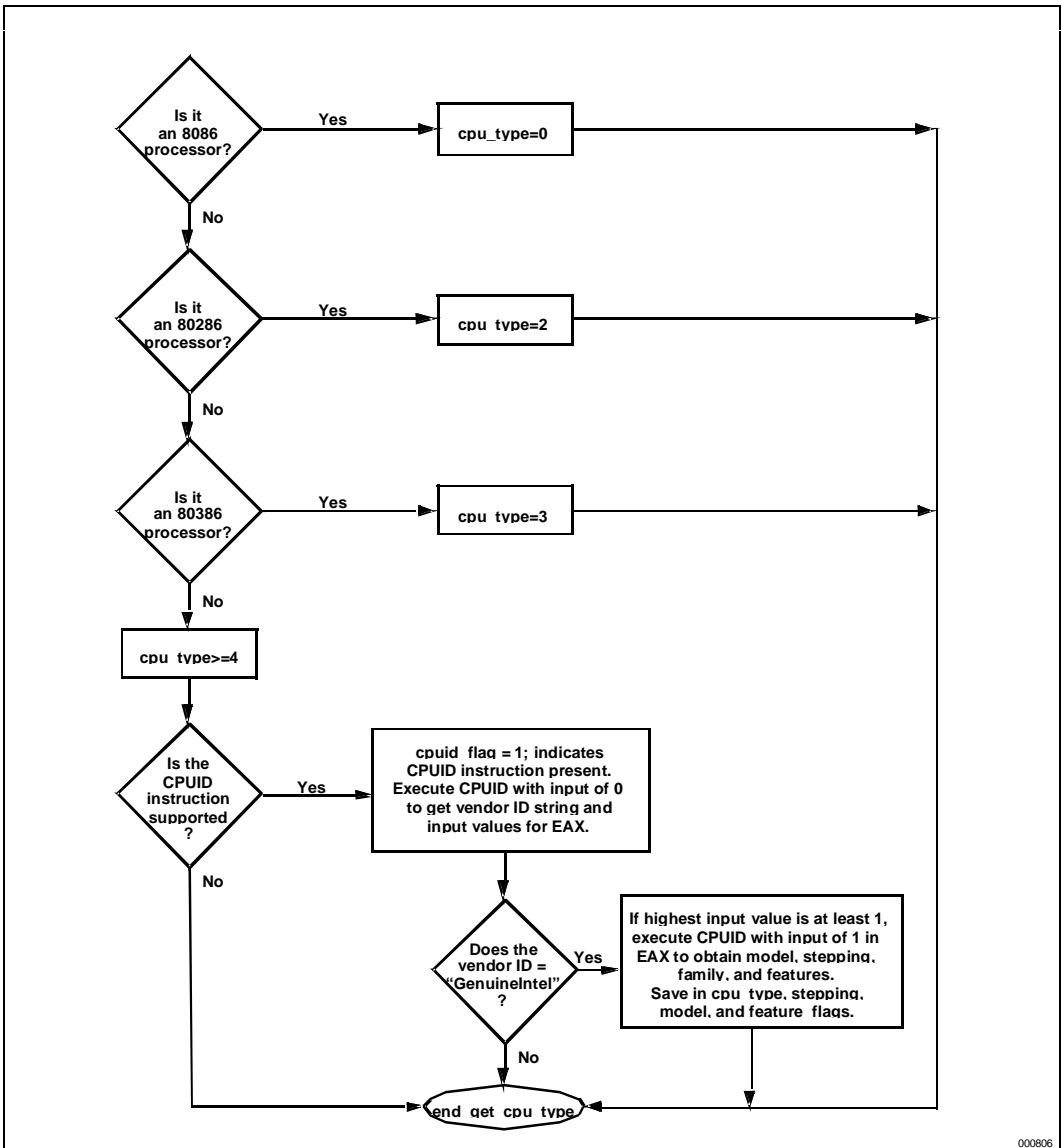 Is it
an 8086
processor?
Yes
cpu_type=0
No
Is it
an 80286
processor?
Yes
cpu_type=2
No
Is it
an 80386
processor?
Yes
cpu_type=3
No
cpu_type>=4
Is the
CPUID
instruction
supported
?
Yes
cpuid_flag = 1; indicates
CPUID instruction present.
Execute CPUID with input of 0
to get vendor ID string and
input values for EAX.
No
Does the
vendor ID =
“GenuineIntel”
?
Yes
If highest input value is at least 1,
execute CPUID with input of 1 in
EAX to obtain model, stepping,
family, and features.
Save in cpu_type, stepping,
model, and feature_flags.
No
end_get_cpu_type
000806